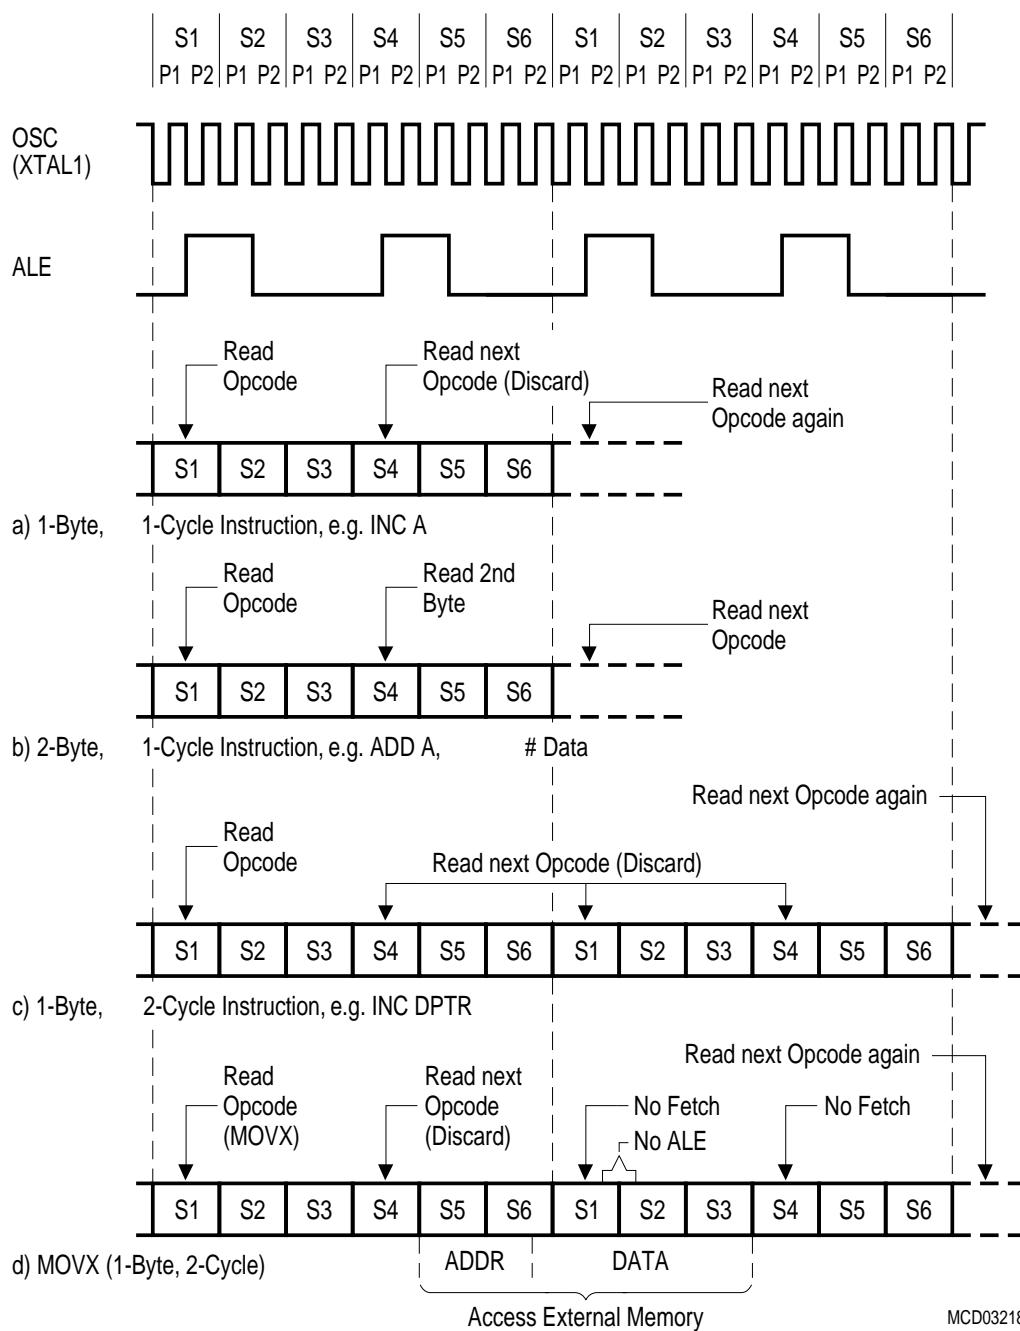 S1 S2 S3 S4 S5 S6 S1 S2 S3 S4 S5 S6
P1 P2 P1 P2 P1 P2 P1 P2 P1 P2 P1 P2 P1 P2 P1 P2 P1 P2 P1 P2 P1 P2 P1 P2
OSC
(XTAL1)
ALE
Read
Opcode
Read next
Opcode (Discard)
Read next
Opcode again
S1 S2 S3 S4 S5 S6
a) 1-Byte, 1-Cycle Instruction, e.g. INC A
Read
Opcode
Read 2nd
Byte
Read next
Opcode
S1 S2 S3 S4 S5 S6
b) 2-Byte, 1-Cycle Instruction, e.g. ADD A, # Data
Read next Opcode again
Read
Opcode
Read next Opcode (Discard)
S1 S2 S3 S4 S5 S6 S1 S2 S3 S4 S5 S6
c) 1-Byte, 2-Cycle Instruction, e.g. INC DPTR
Read next Opcode again
Read
Opcode
(MOVX)
Read next
Opcode
(Discard)
No Fetch
No ALE
No Fetch
S1 S2 S3 S4 S5 S6 S1 S2 S3 S4 S5 S6
d) MOVX (1-Byte, 2-Cycle)
ADDR DATA
Access External Memory
MCD03218